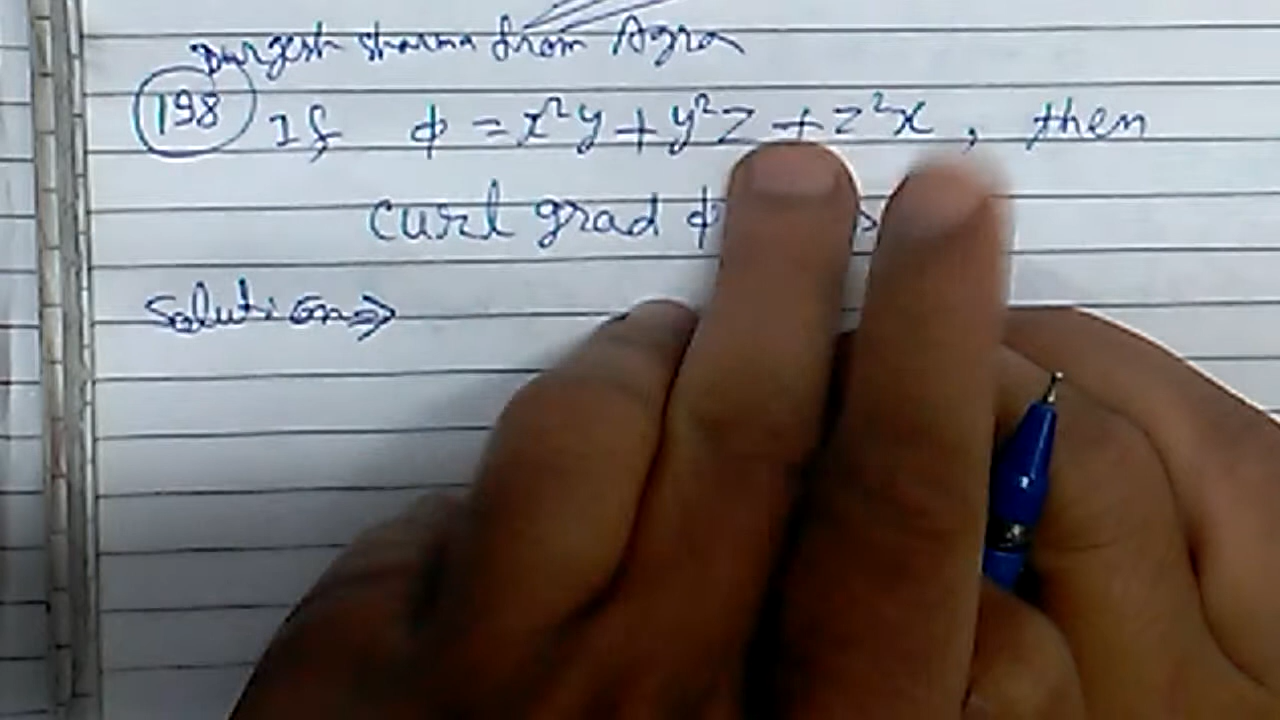 Durgesh sharma from Agra
198 If φ = x²y + y²z + z²x, then
curl grad φ
Solution ⇒